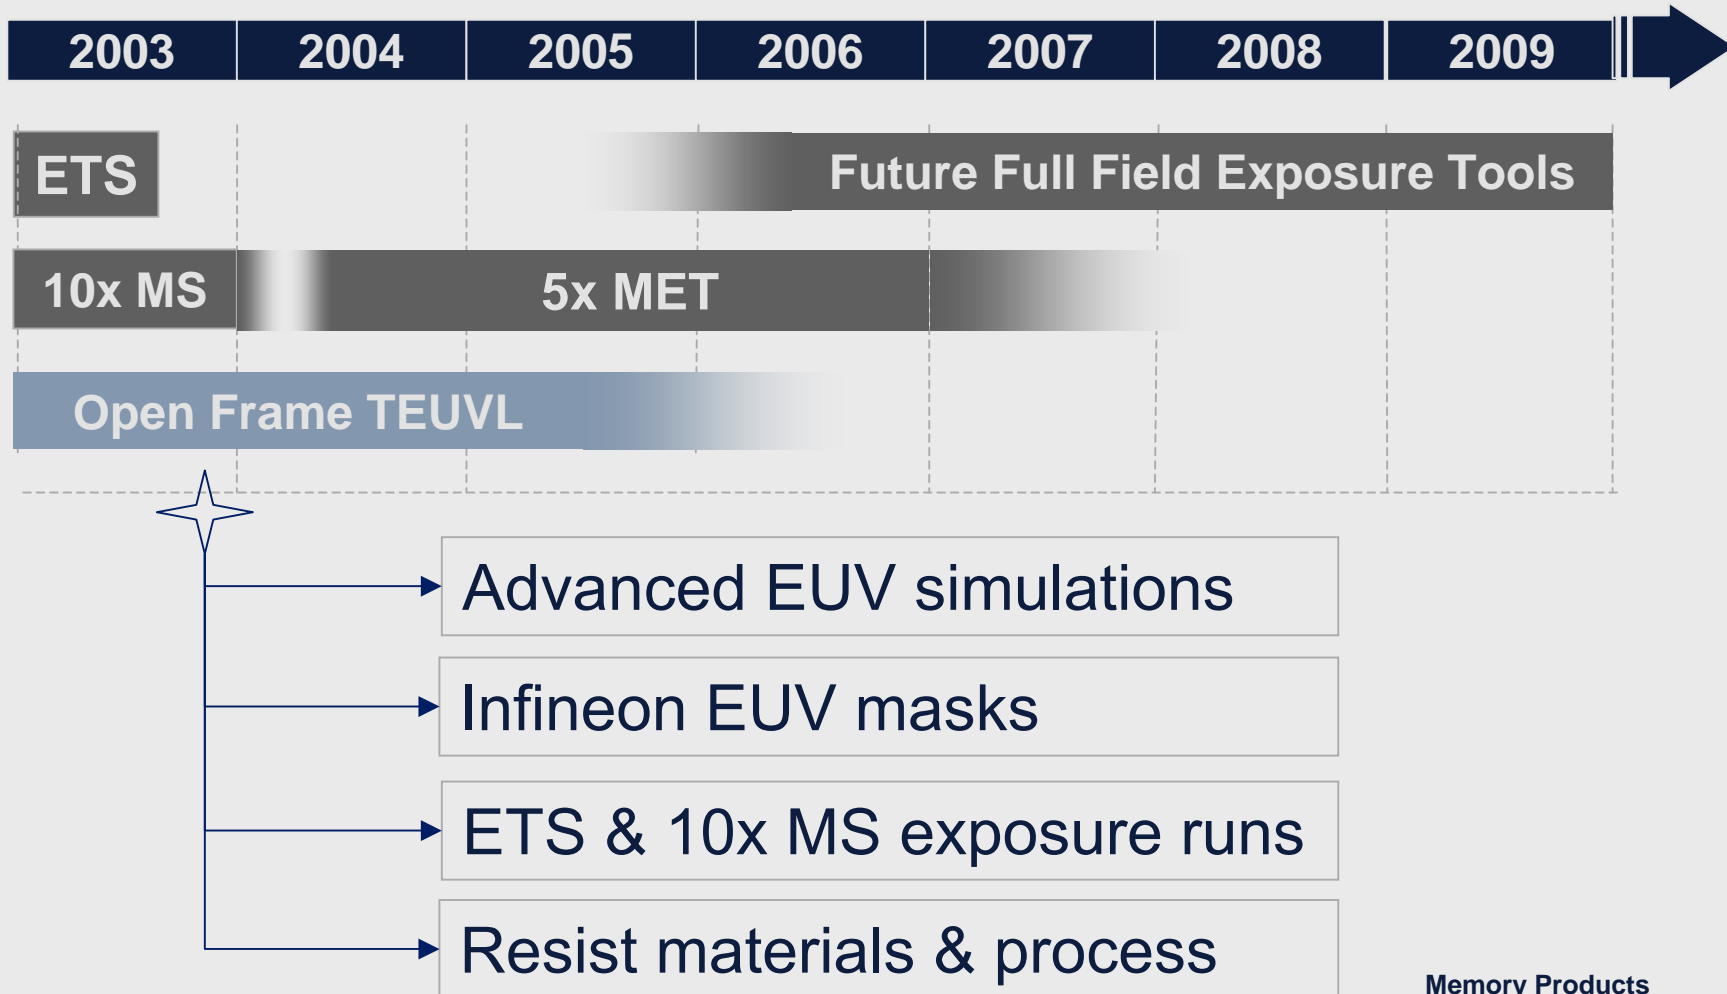 2003 2004 2005 2006 2007 2008 2009
ETS Future Full Field Exposure Tools
10x MS 5x MET
Open Frame TEUVL
Advanced EUV simulations
Infineon EUV masks
ETS & 10x MS exposure runs
Resist materials & process
Memory Products